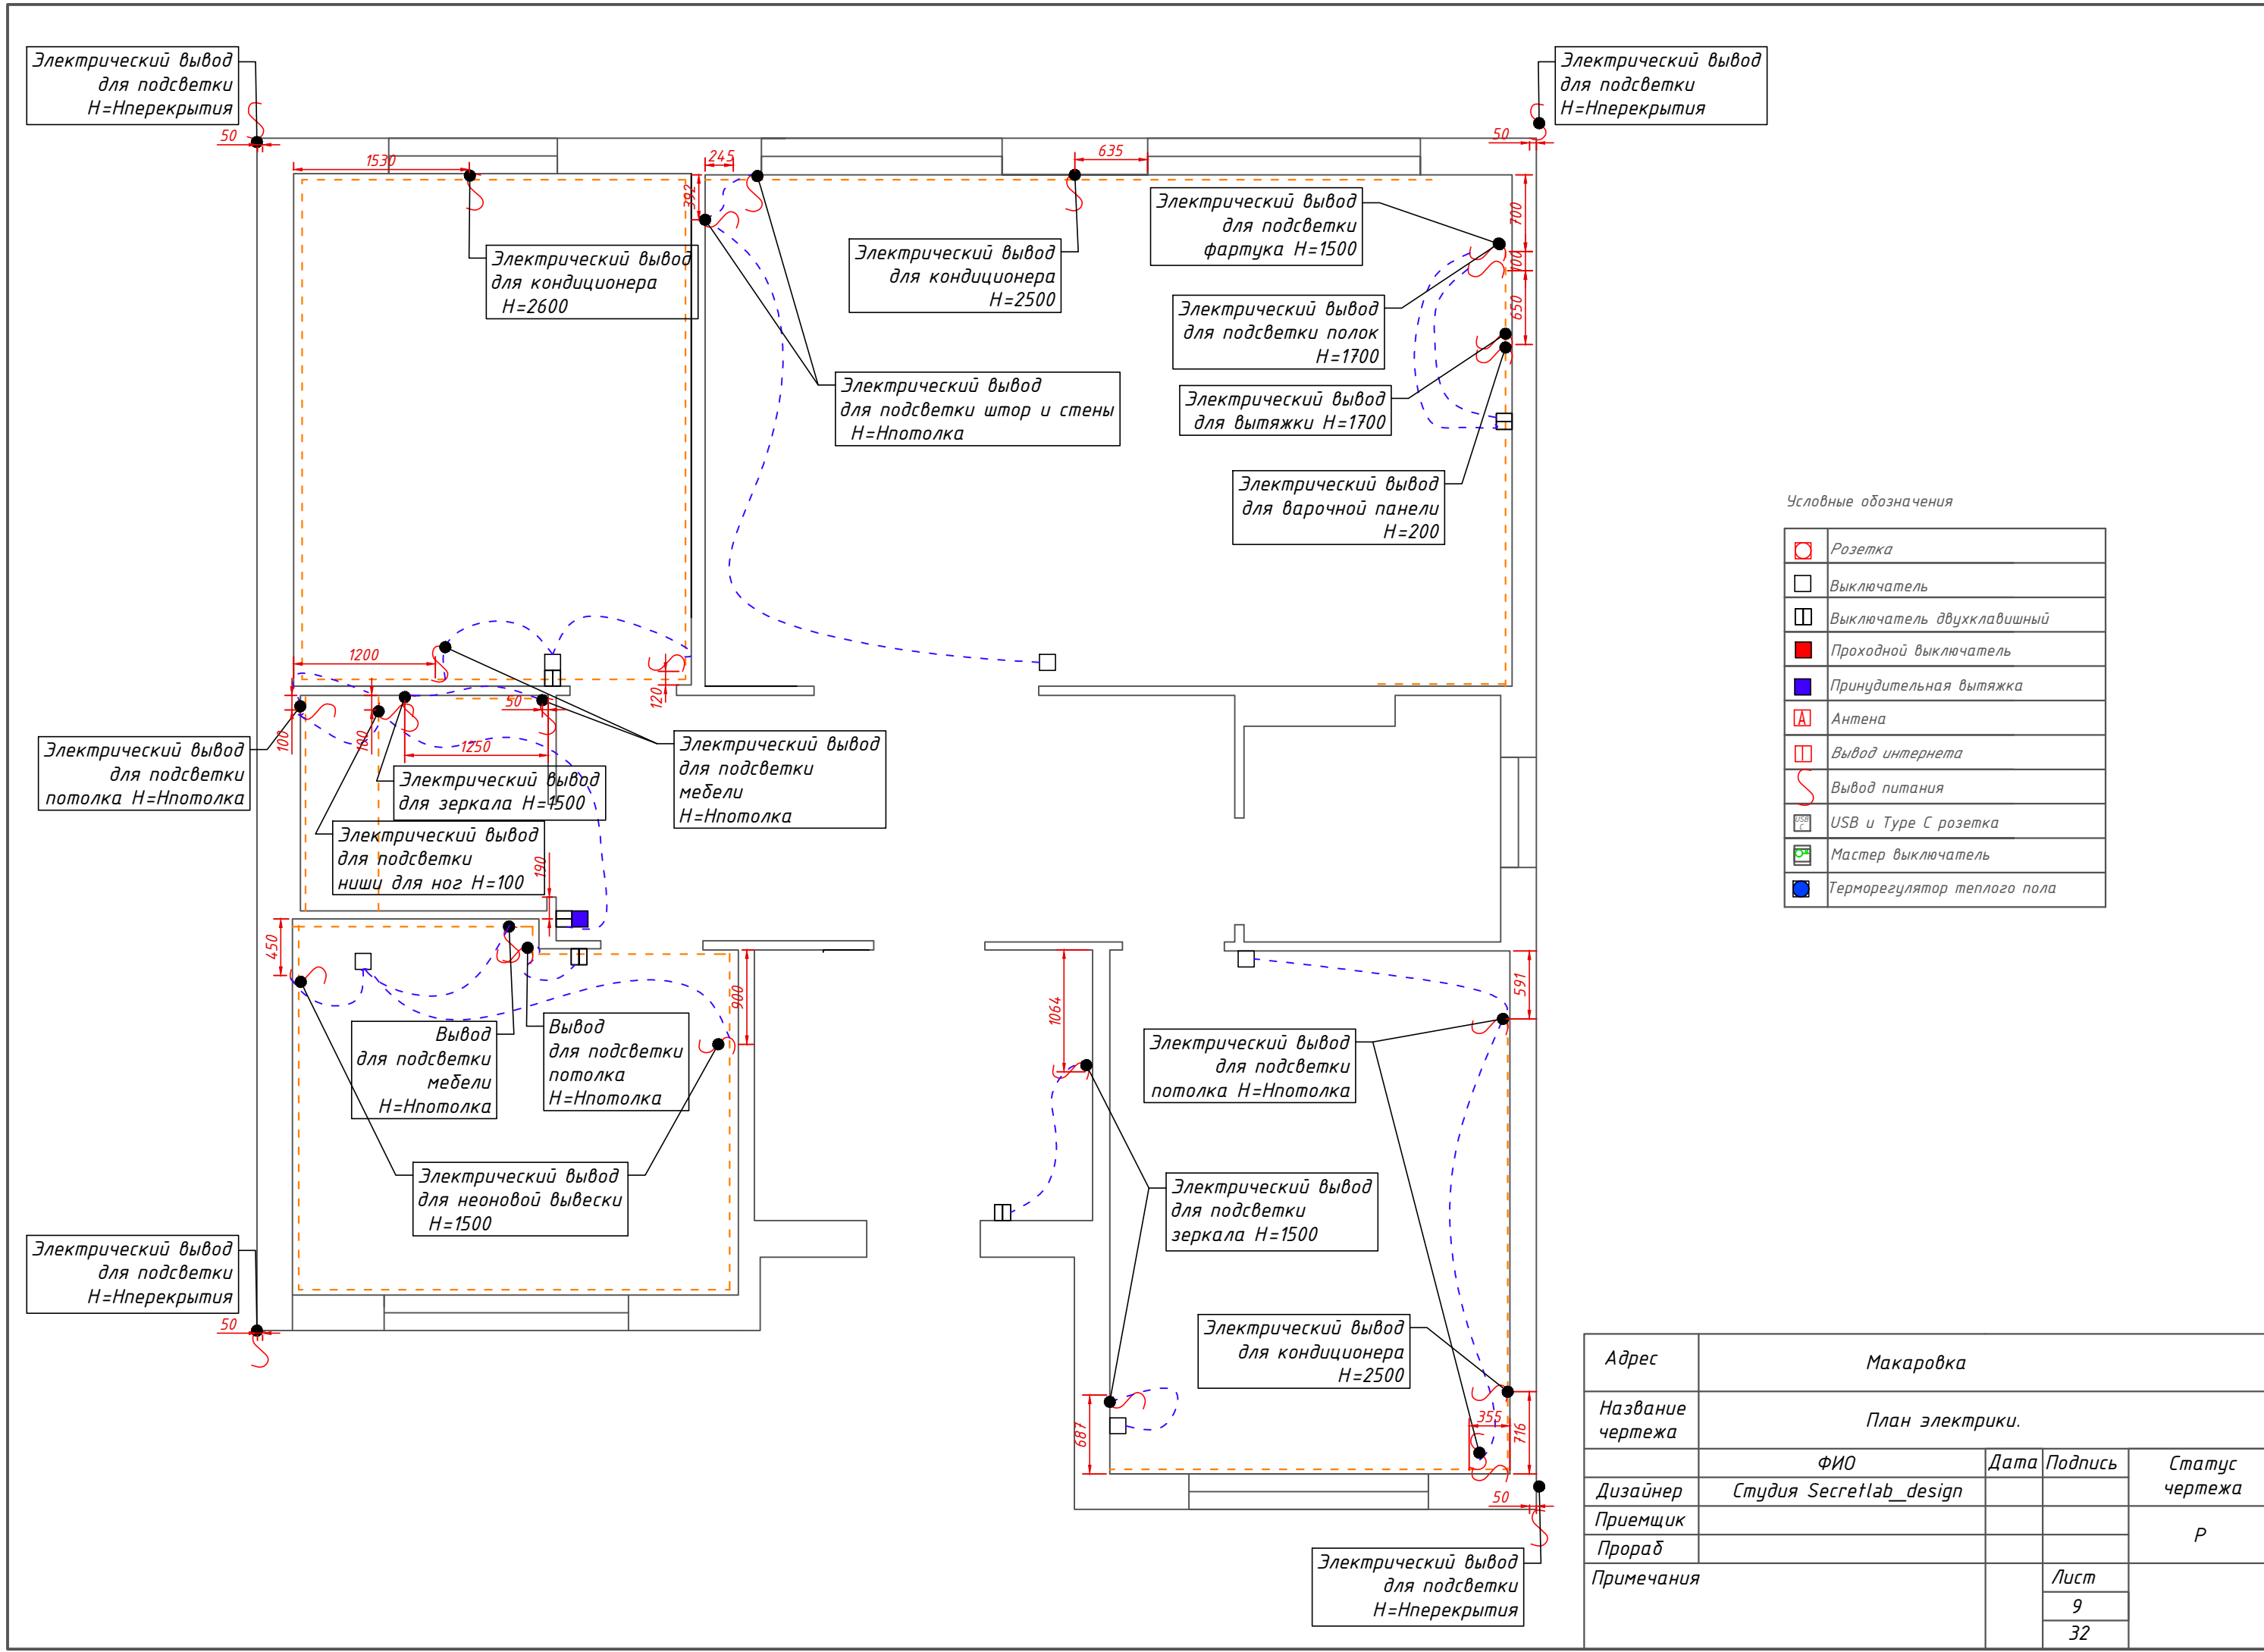 Электрический вывод
для подсветки
Н=Нперекрытия
Электрический вывод
для подсветки
Н=Нперекрытия
50
50
1530
245
635
392
700
100
650
Электрический вывод
для подсветки
фартука Н=1500
Электрический вывод
для кондиционера
Н=2600
Электрический вывод
для кондиционера
Н=2500
Электрический вывод
для подсветки полок
Н=1700
Электрический вывод
для подсветки штор и стены
Н=Нпотолка
Электрический вывод
для вытяжки Н=1700
Электрический вывод
для варочной панели
Н=200
Условные обозначения
Розетка
Выключатель
Выключатель двухклавишный
Проходной выключатель
Принудительная вытяжка
A
Антена
Вывод интернета
Вывод питания
USB
C
USB и Type C розетка
Мастер выключатель
Терморегулятор теплого пола
1200
120
50
100
100
1250
Электрический вывод
для подсветки
потолка Н=Нпотолка
Электрический вывод
для зеркала Н=1500
Электрический вывод
для подсветки
мебели
Н=Нпотолка
Электрический вывод
для подсветки
ниши для ног Н=100
190
450
900
1064
591
Вывод
для подсветки
мебели
Н=Нпотолка
Вывод
для подсветки
потолка
Н=Нпотолка
Электрический вывод
для подсветки
потолка Н=Нпотолка
Электрический вывод
для неоновой вывески
Н=1500
Электрический вывод
для подсветки
зеркала Н=1500
Электрический вывод
для подсветки
Н=Нперекрытия
50
Электрический вывод
для кондиционера
Н=2500
687
355
716
50
Электрический вывод
для подсветки
Н=Нперекрытия
Адрес
Макаровка
Название
чертежа
План электрики.
ФИО
Дата
Подпись
Статус
чертежа
Дизайнер
Студия Secretlab_design
Приемщик
Р
Прораб
Примечания
Лист
9
32